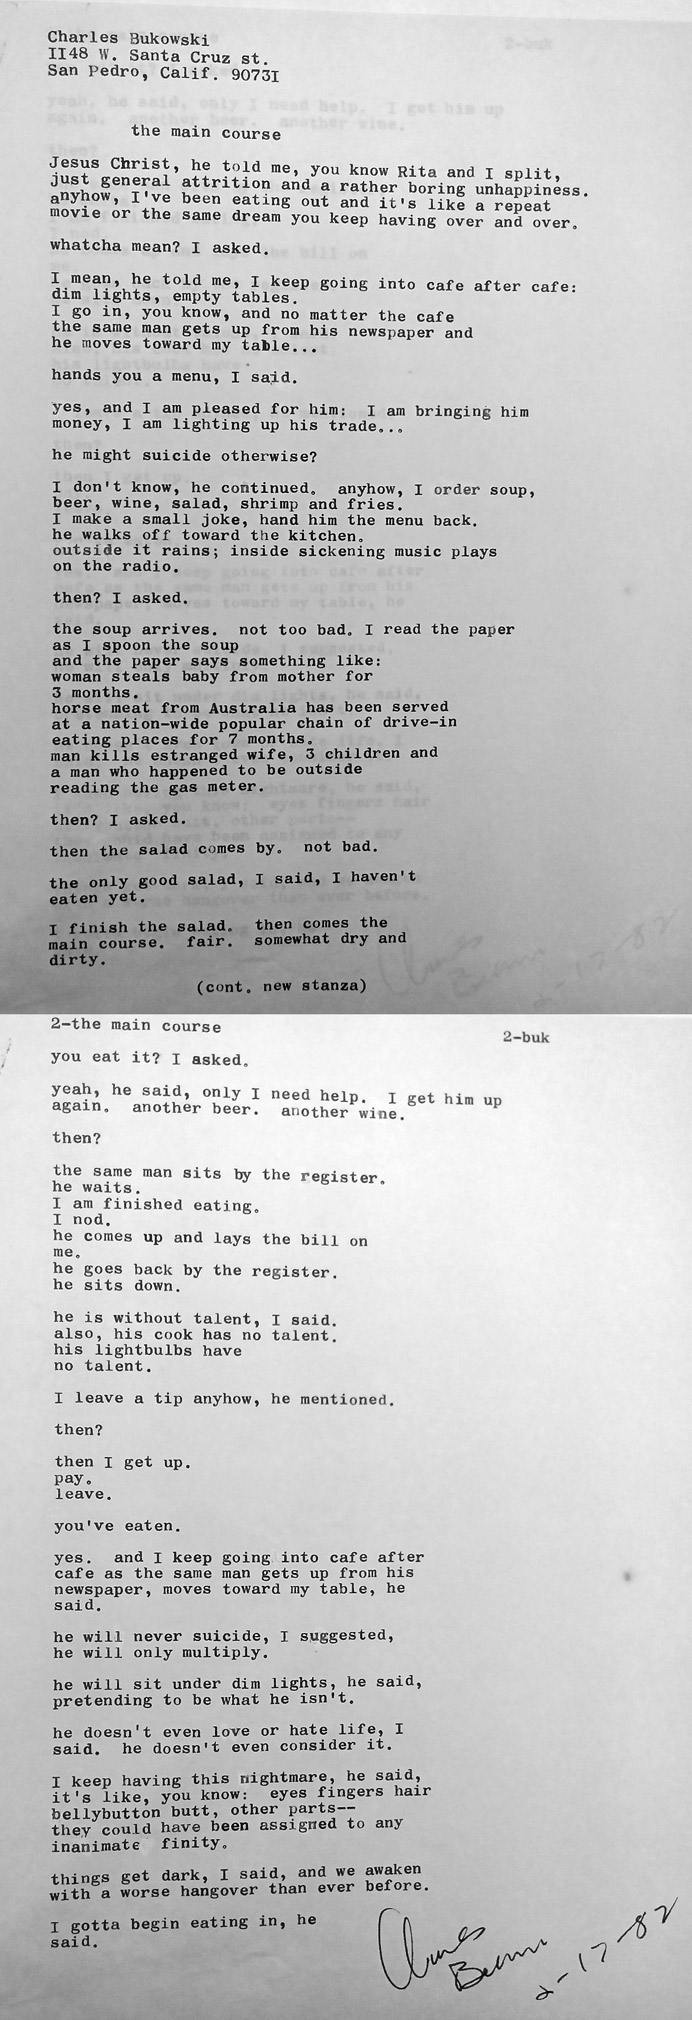 Charles Bukowski
II48 W. Santa Cruz st.
San Pedro, Calif. 9073I
the main course
Jesus Christ, he told me, you know Rita and I split,
just general attrition and a rather boring unhappiness.
anyhow, I've been eating out and it's like a repeat
movie or the same dream you keep having over and over.
whatcha mean? I asked.
I mean, he told me, I keep going into cafe after cafe:
dim lights, empty tables.
I go in, you know, and no matter the cafe
the same man gets up from his newspaper and
he moves toward my table...
hands you a menu, I said.
yes, and I am pleased for him:  I am bringing him
money, I am lighting up his trade...
he might suicide otherwise?
I don't know, he continued.  anyhow, I order soup,
beer, wine, salad, shrimp and fries.
I make a small joke, hand him the menu back.
he walks off toward the kitchen.
outside it rains; inside sickening music plays
on the radio.
then? I asked.
the soup arrives.  not too bad. I read the paper
as I spoon the soup
and the paper says something like:
woman steals baby from mother for
3 months.
horse meat from Australia has been served
at a nation-wide popular chain of drive-in
eating places for 7 months.
man kills estranged wife, 3 children and
a man who happened to be outside
reading the gas meter.
then? I asked.
then the salad comes by.  not bad.
the only good salad, I said, I haven't
eaten yet.
I finish the salad.  then comes the
main course.  fair.  somewhat dry and
dirty.
(cont. new stanza)
2-the main course
2-buk
you eat it? I asked.
yeah, he said, only I need help.  I get him up
again.  another beer.  another wine.
then?
the same man sits by the register.
he waits.
I am finished eating.
I nod.
he comes up and lays the bill on
me.
he goes back by the register.
he sits down.
he is without talent, I said.
also, his cook has no talent.
his lightbulbs have
no talent.
I leave a tip anyhow, he mentioned.
then?
then I get up.
pay.
leave.
you've eaten.
yes.  and I keep going into cafe after
cafe as the same man gets up from his
newspaper, moves toward my table, he
said.
he will never suicide, I suggested,
he will only multiply.
he will sit under dim lights, he said,
pretending to be what he isn't.
he doesn't even love or hate life, I
said.  he doesn't even consider it.
I keep having this nightmare, he said,
it's like, you know:  eyes fingers hair
bellybutton butt, other parts--
they could have been assigned to any
inanimate  finity.
things get dark, I said, and we awaken
with a worse hangover than ever before.
I gotta begin eating in, he
said.
2-17-82